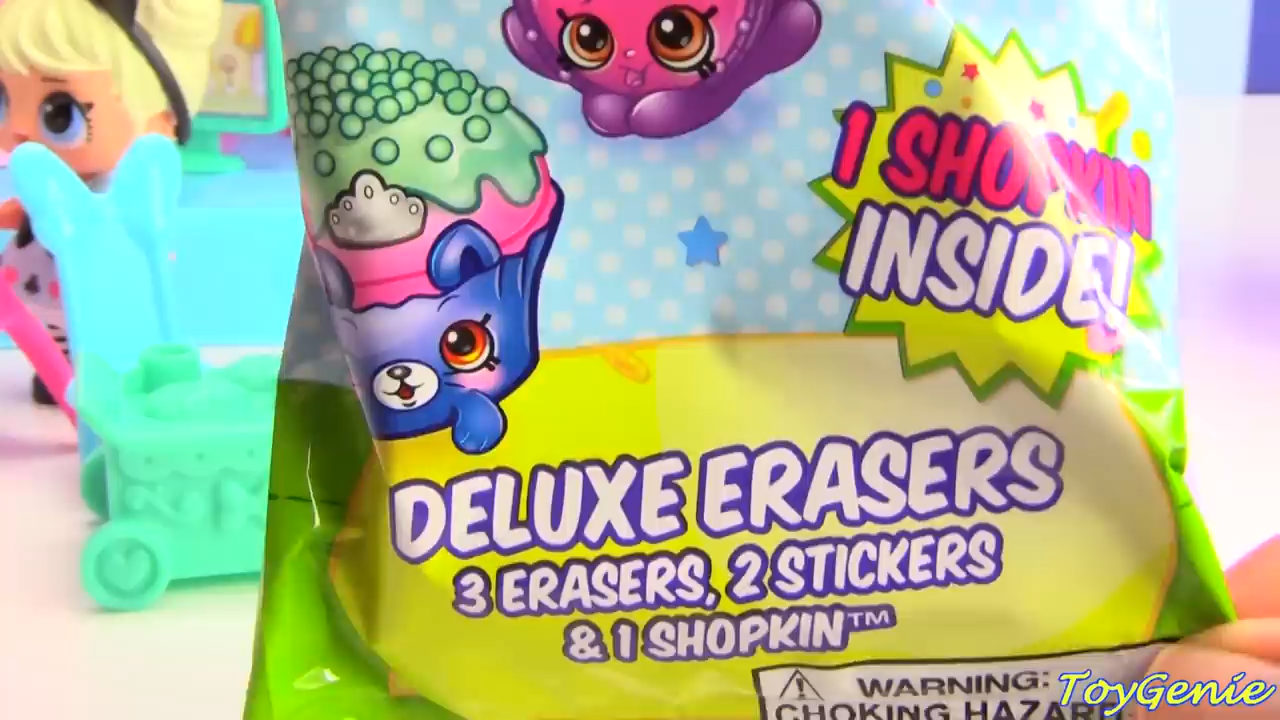 1 SHOPKIN
INSIDE!
DELUXE ERASERS
3 ERASERS, 2 STICKERS
& 1 SHOPKIN™
WARNING:
CHOKING HAZARD
ToyGenie